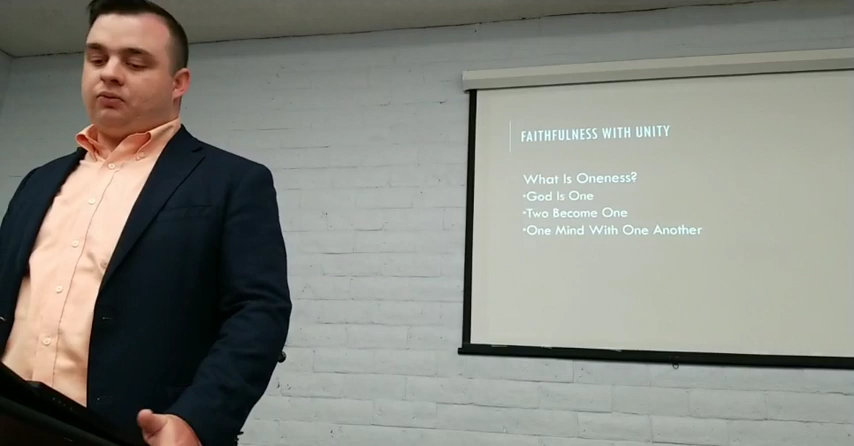 FAITHFULNESS WITH UNITY
What Is Oneness?
•God Is One
•Two Become One
•One Mind With One Another